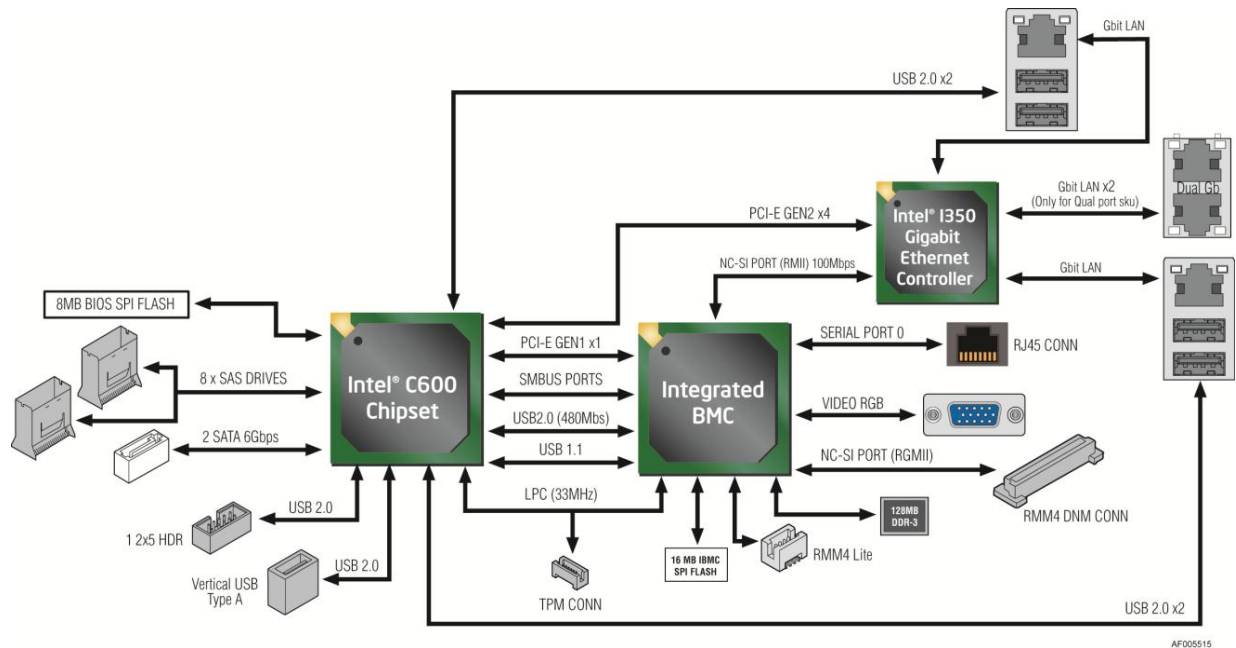 Gbit LAN
USB 2.0 x2
Intel® I350
Gigabit
Ethernet
Controller
Gbit LAN x2
(Only for Qual port sku)
Dual Gb
PCI-E GEN2 x4
NC-SI PORT (RMII) 100Mbps
Gbit LAN
8MB BIOS SPI FLASH
Intel® C600
Chipset
PCI-E GEN1 x1
SMBUS PORTS
USB2.0 (480Mbs)
USB 1.1
Integrated
BMC
SERIAL PORT 0
RJ45 CONN
8 x SAS DRIVES
VIDEO RGB
2 SATA 6Gbps
NC-SI PORT (RGMII)
RMM4 DNM CONN
LPC (33MHz)
USB 2.0
1 2x5 HDR
128MB
DDR-3
RMM4 Lite
16 MB IBMC
SPI FLASH
USB 2.0
Vertical USB
Type A
TPM CONN
USB 2.0 x2
AF005515